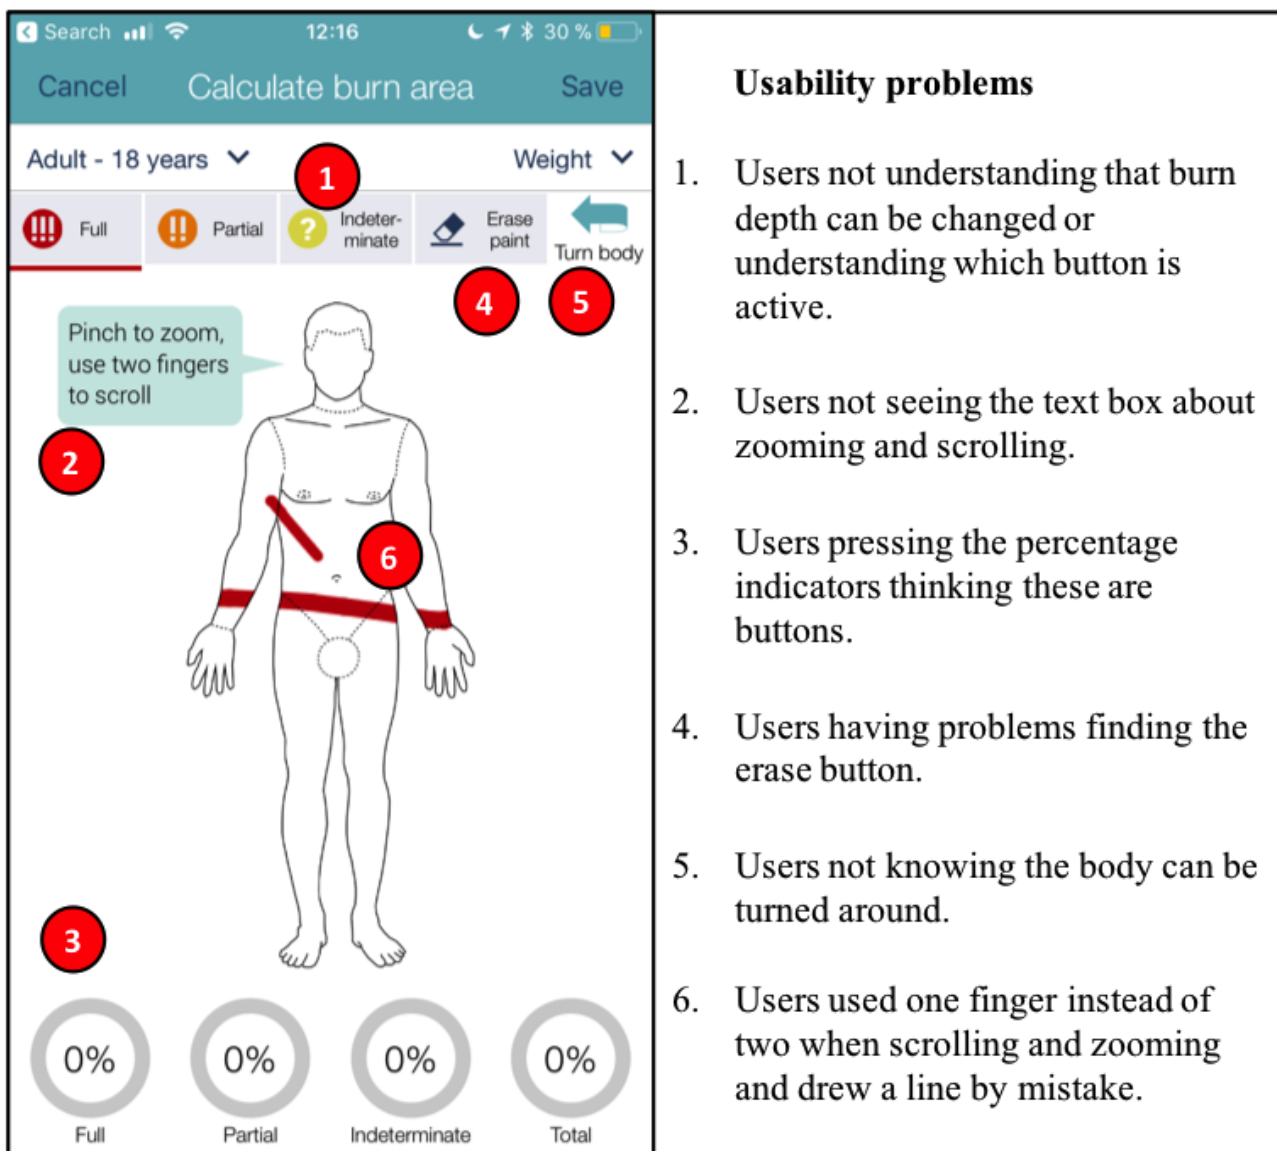 Search 12:16 30 %
Cancel Calculate burn area Save
Adult - 18 years Weight
1
!!! Full !! Partial ? Indeter-
minate Erase
paint Turn body
4 5
Pinch to zoom,
use two fingers
to scroll
2
6
3
0% 0% 0% 0%
Full Partial Indeterminate Total
Usability problems
1. Users not understanding that burn
depth can be changed or
understanding which button is
active.
2. Users not seeing the text box about
zooming and scrolling.
3. Users pressing the percentage
indicators thinking these are
buttons.
4. Users having problems finding the
erase button.
5. Users not knowing the body can be
turned around.
6. Users used one finger instead of
two when scrolling and zooming
and drew a line by mistake.